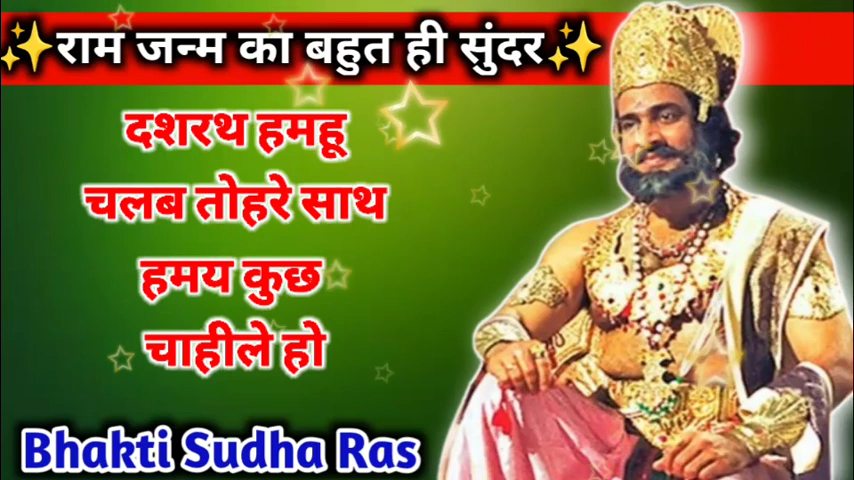 ✨राम जन्म का बहुत ही सुंदर✨
दशरथ हमहू
चलब तोहरे साथ
हमय कुछ
चाहीले हो
Bhakti Sudha Ras